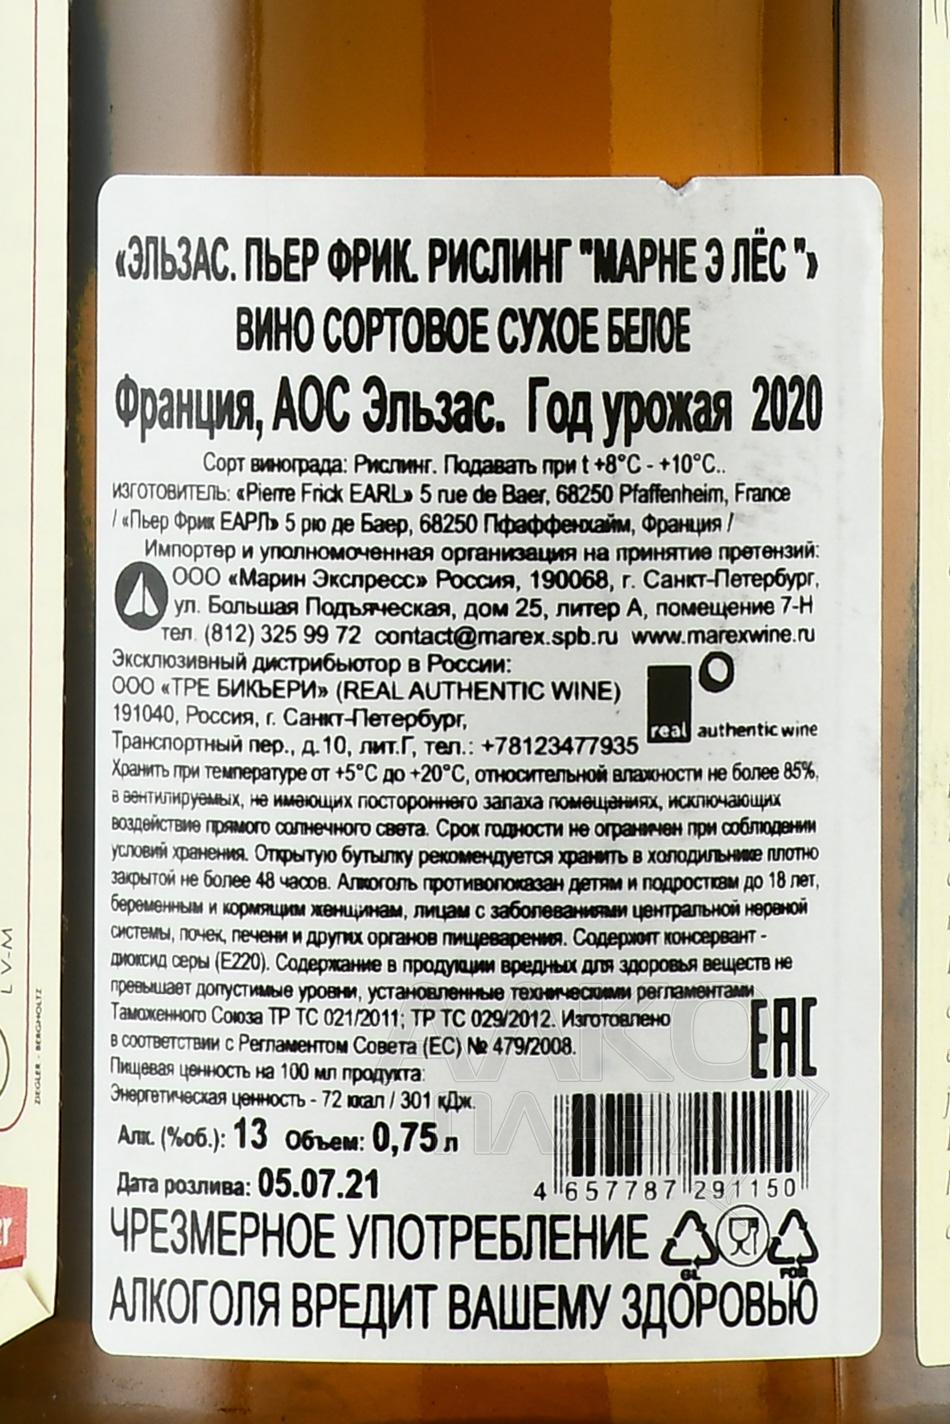 «ЭЛЬЗАС. ПЬЕР ФРИК. РИСЛИНГ "МАРНЕ Э ЛЁС "»
ВИНО СОРТОВОЕ СУХОЕ БЕЛОЕ
Франция, АОС Эльзас. Год урожая 2020
Сорт винограда: Рислинг. Подавать при t +8°С - +10°С..
ИЗГОТОВИТЕЛЬ: «Pierre Frick EARL» 5 rue de Baer, 68250 Pfaffenheim, France
/ «Пьер Фрик ЕАРЛ» 5 рю де Баер, 68250 Пфаффенхайм, Франция /
Импортер и уполномоченная организация на принятие претензий:
ООО «Марин Экспресс» Россия, 190068, г. Санкт-Петербург,
ул. Большая Подъяческая, дом 25, литер А, помещение 7-Н
тел. (812) 325 99 72 contact@marex.spb.ru www.marexwine.ru
Эксклюзивный дистрибьютор в России:
ООО «ТРЕ БИКЪЕРИ» (REAL AUTHENTIC WINE)
191040, Россия, г. Санкт-Петербург,
Транспортный пер., д.10, лит.Г, тел.: +78123477935
real authentic wine
Хранить при температуре от +5°С до +20°С, относительной влажности не более 85%,
в вентилируемых, не имеющих постороннего запаха помещениях, исключающих
воздействие прямого солнечного света. Срок годности не ограничен при соблюдении
условий хранения. Открытую бутылку рекомендуется хранить в холодильнике плотно
закрытой не более 48 часов. Алкоголь противопоказан детям и подросткам до 18 лет,
беременным и кормящим женщинам, лицам с заболеваниями центральной нервной
системы, почек, печени и других органов пищеварения. Содержит консервант -
диоксид серы (Е220). Содержание в продукции вредных для здоровья веществ не
превышает допустимые уровни, установленные техническими регламентами
Таможенного Союза ТР ТС 021/2011; ТР ТС 029/2012. Изготовлено
в соответствии с Регламентом Совета (ЕС) № 479/2008.
EAC
Пищевая ценность на 100 мл продукта:
Энергетическая ценность - 72 ккал / 301 кДж.
Алк. (%об.): 13 Объем: 0,75 л
Дата розлива: 05.07.21
4 657787 291150
ЧРЕЗМЕРНОЕ УПОТРЕБЛЕНИЕ
GL FOR
АЛКОГОЛЯ ВРЕДИТ ВАШЕМУ ЗДОРОВЬЮ
L V-M
ZIEGLER - BERGHOLTZ
er